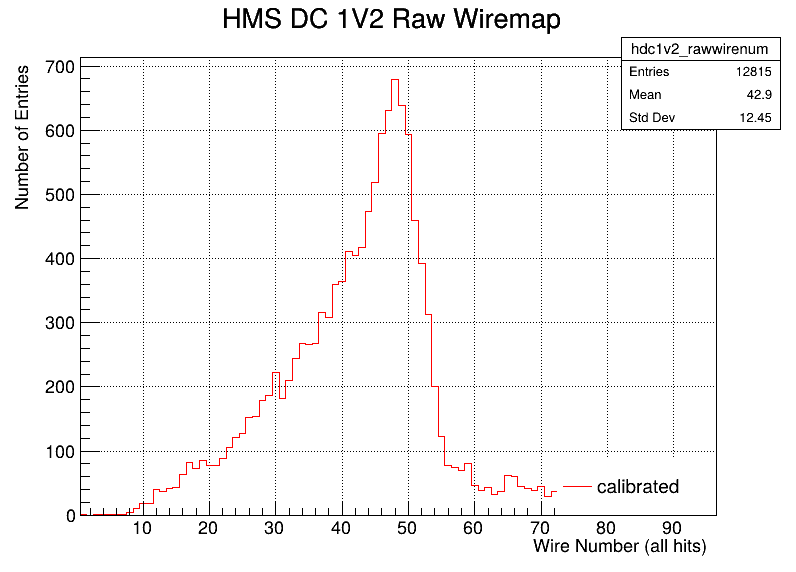 HMS DC 1V2 Raw Wiremap
hdc1v2_rawwirenum
Entries 12815
Mean 42.9
Std Dev 12.45
Number of Entries
700
600
500
400
300
200
100
0
calibrated
10 20 30 40 50 60 70 80 90
Wire Number (all hits)